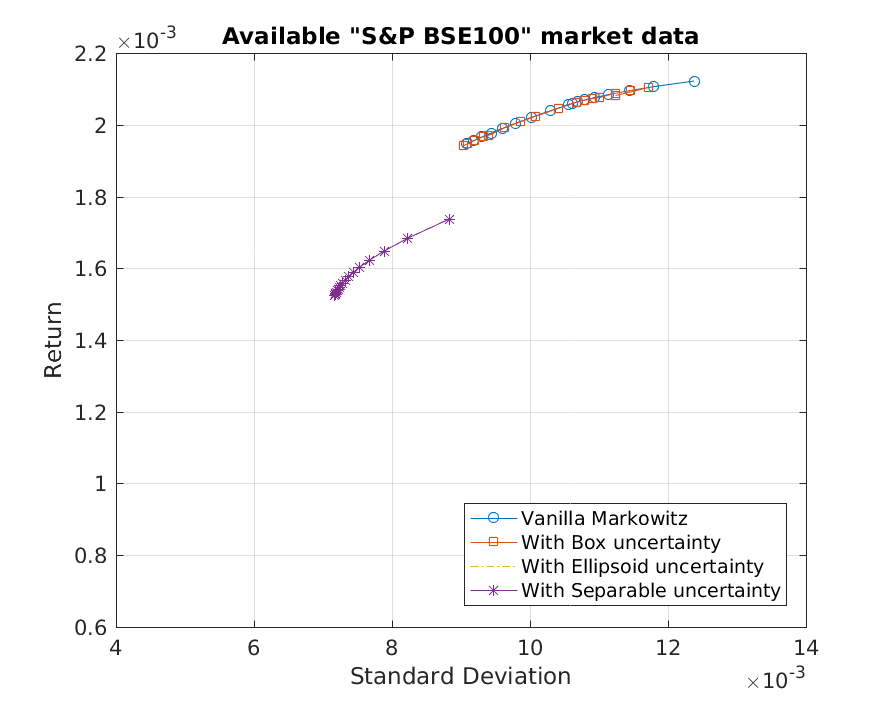 Available "S&P BSE100" market data
×10-3
2.2
2
1.8
1.6
1.4
1.2
1
0.8
0.6
Return
4
6
8
10
12
14
Standard Deviation
×10-3
Vanilla Markowitz
With Box uncertainty
With Ellipsoid uncertainty
With Separable uncertainty